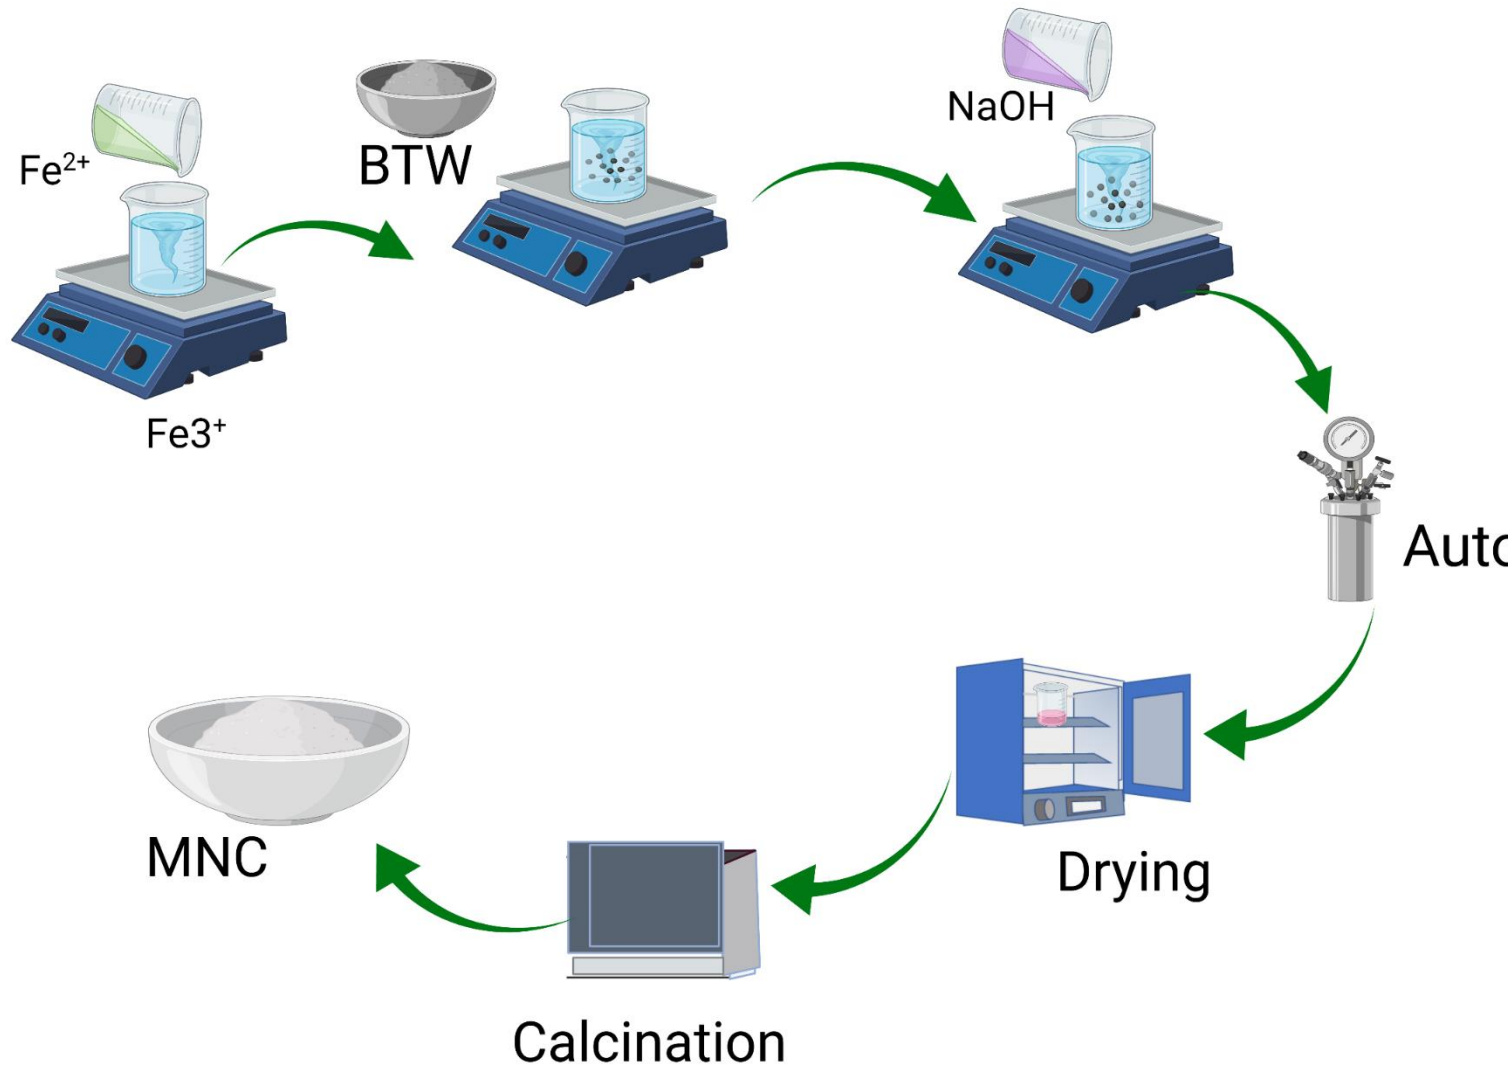 Fe²⁺
Fe3⁺
BTW
NaOH
Auto
Drying
Calcination
MNC